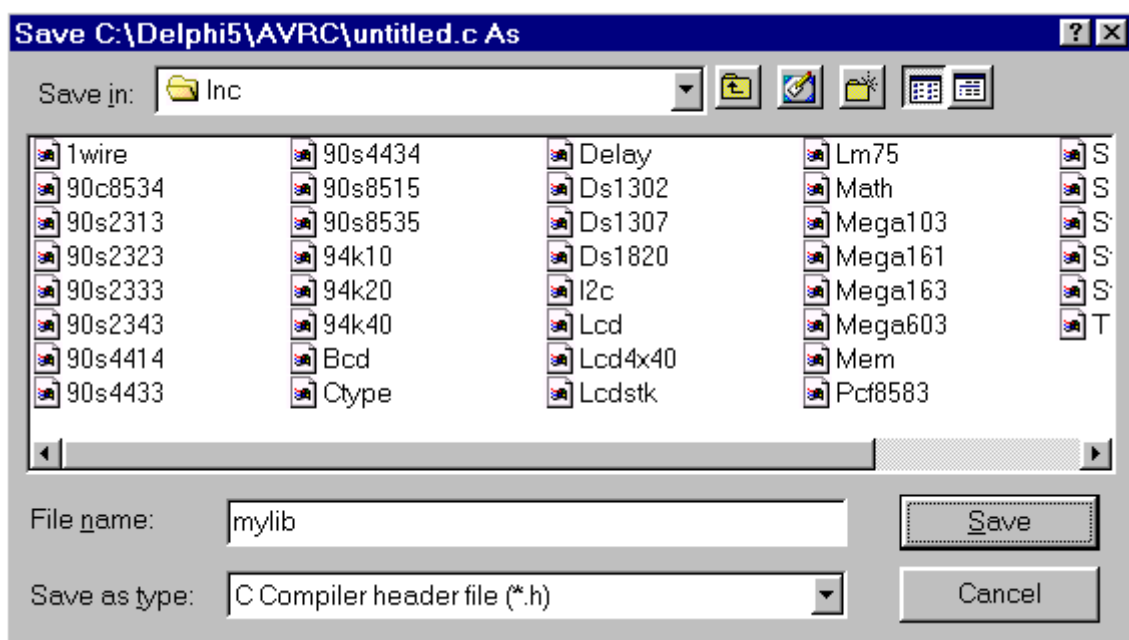 Save C:\Delphi5\AVRC\untitled.c As
Save in: Inc
1wire
90c8534
90s2313
90s2323
90s2333
90s2343
90s4414
90s4433
90s4434
90s8515
90s8535
94k10
94k20
94k40
Bcd
Ctype
Delay
Ds1302
Ds1307
Ds1820
I2c
Lcd
Lcd4x40
Lcdstk
Lm75
Math
Mega103
Mega161
Mega163
Mega603
Mem
Pcf8583
S
S
S
S
S
T
File name: mylib
Save
Save as type: C Compiler header file (*.h)
Cancel